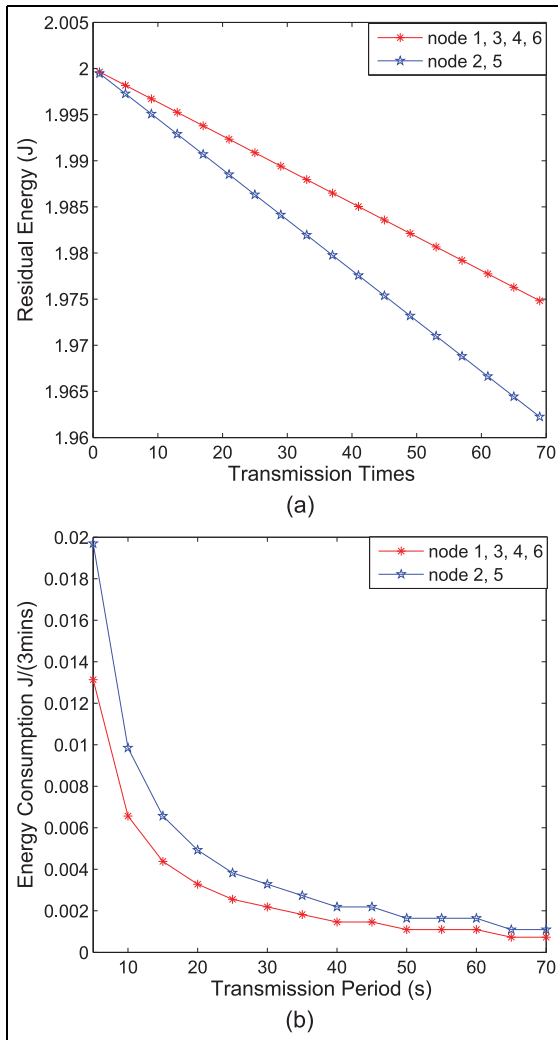 2.005
2
1.995
1.99
1.985
1.98
1.975
1.97
1.965
1.96
Residual Energy (J)
node 1, 3, 4, 6
node 2, 5
0 10 20 30 40 50 60 70
Transmission Times
(a)
0.02
0.018
0.016
0.014
0.012
0.01
0.008
0.006
0.004
0.002
0
Energy Consumption J/(3mins)
node 1, 3, 4, 6
node 2, 5
10 20 30 40 50 60 70
Transmission Period (s)
(b)